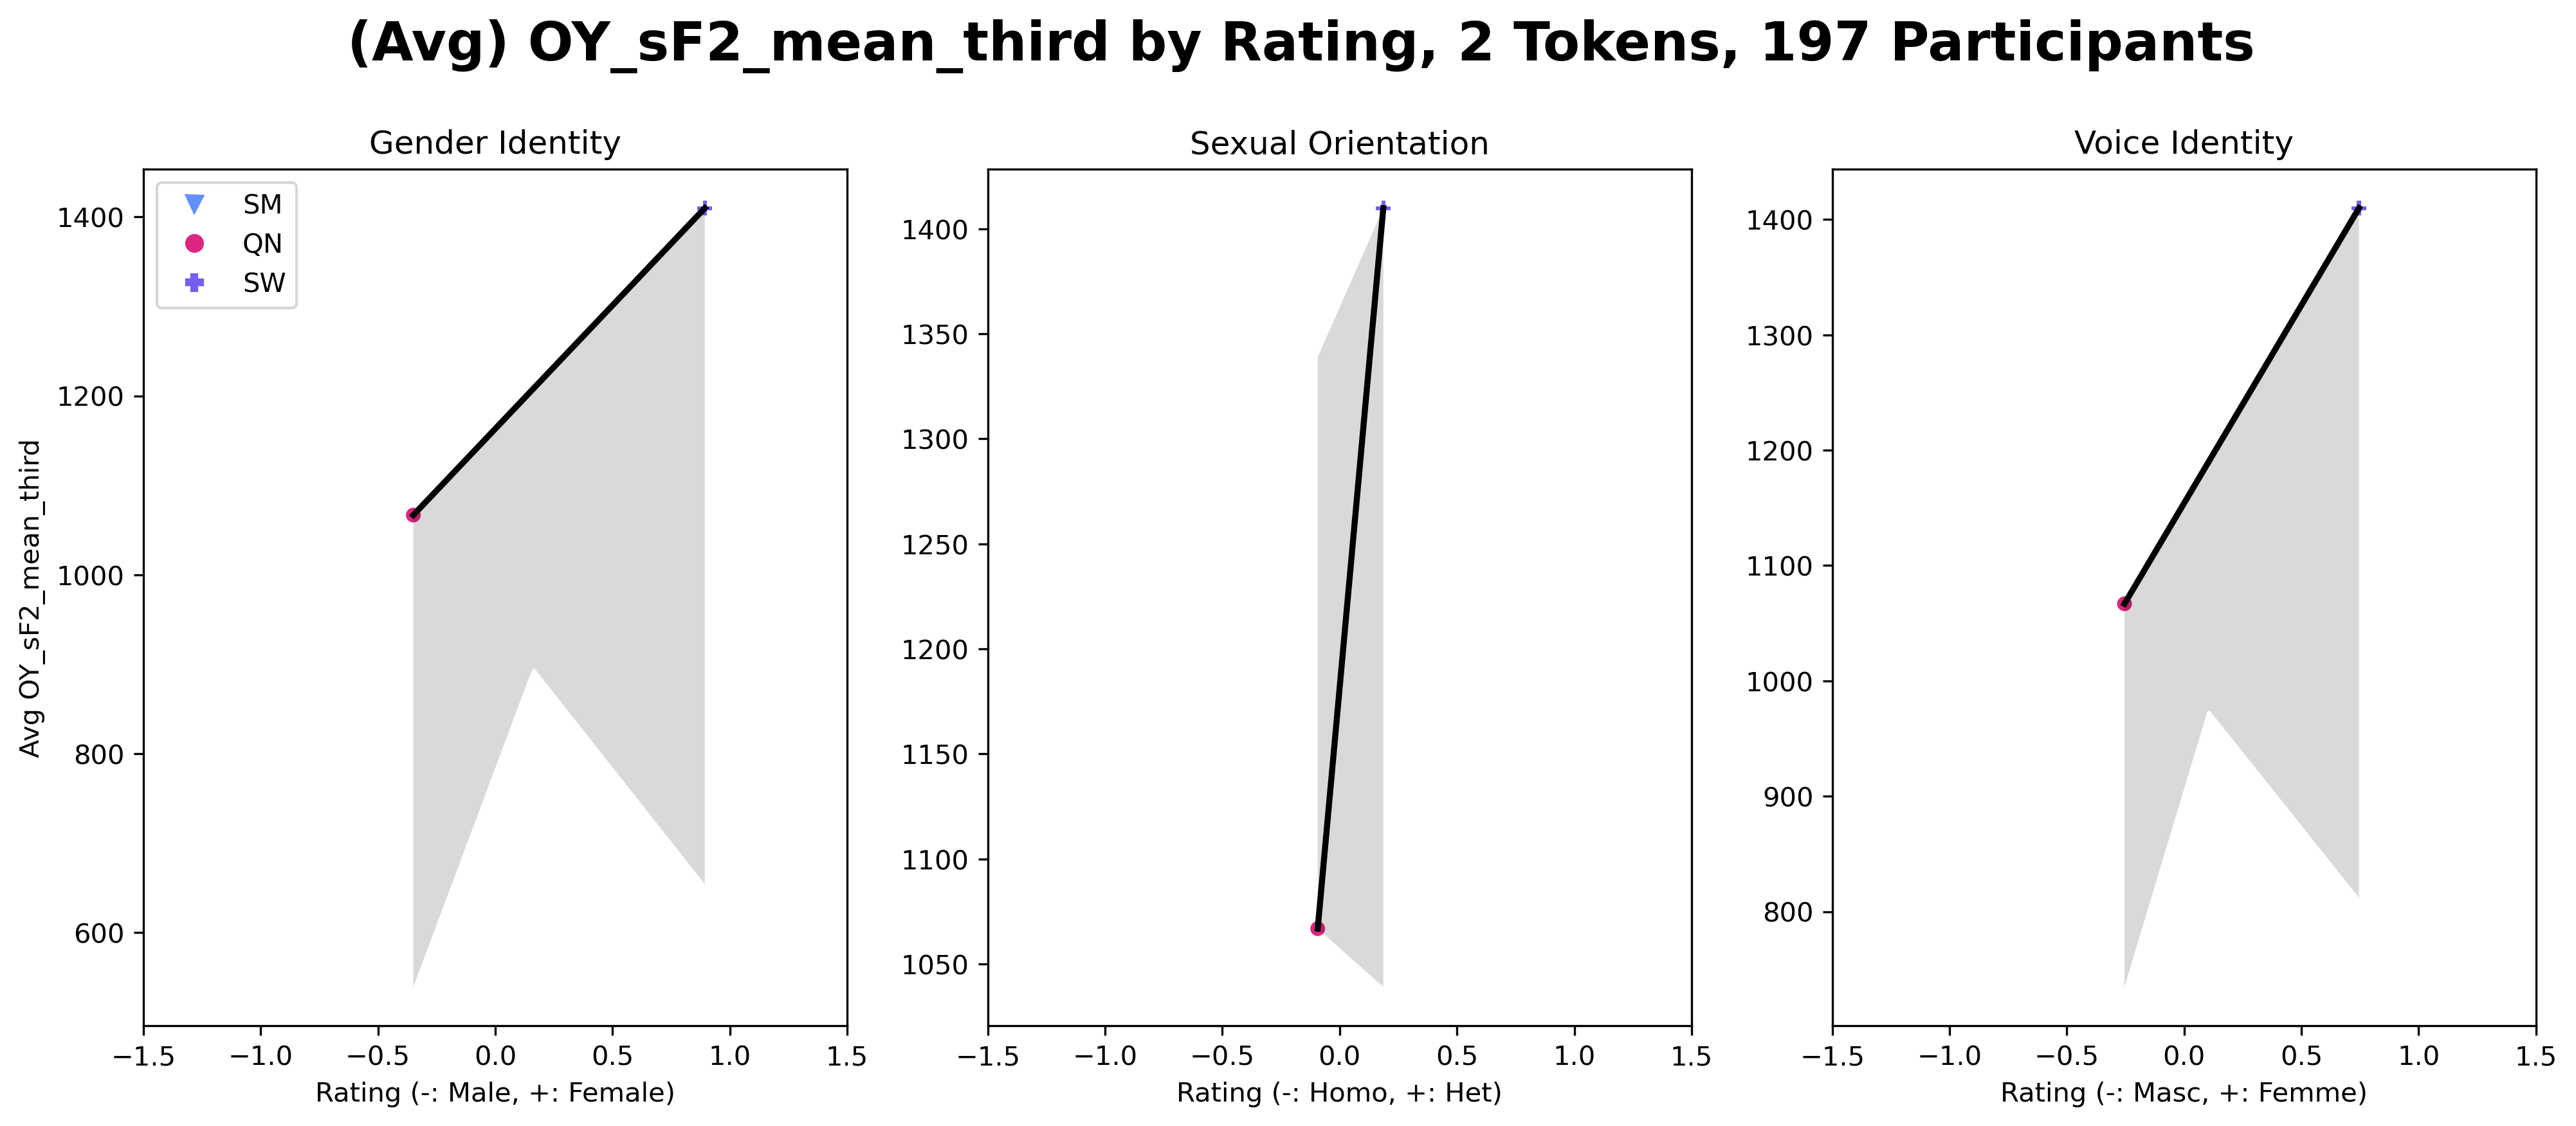 (Avg) OY_sF2_mean_third by Rating, 2 Tokens, 197 Participants
Gender Identity
SM
QN
SW
1400
1200
1000
800
600
Avg OY_sF2_mean_third
−1.5 −1.0 −0.5 0.0 0.5 1.0 1.5
Rating (-: Male, +: Female)
Sexual Orientation
1400
1350
1300
1250
1200
1150
1100
1050
−1.5 −1.0 −0.5 0.0 0.5 1.0 1.5
Rating (-: Homo, +: Het)
Voice Identity
1400
1300
1200
1100
1000
900
800
−1.5 −1.0 −0.5 0.0 0.5 1.0 1.5
Rating (-: Masc, +: Femme)